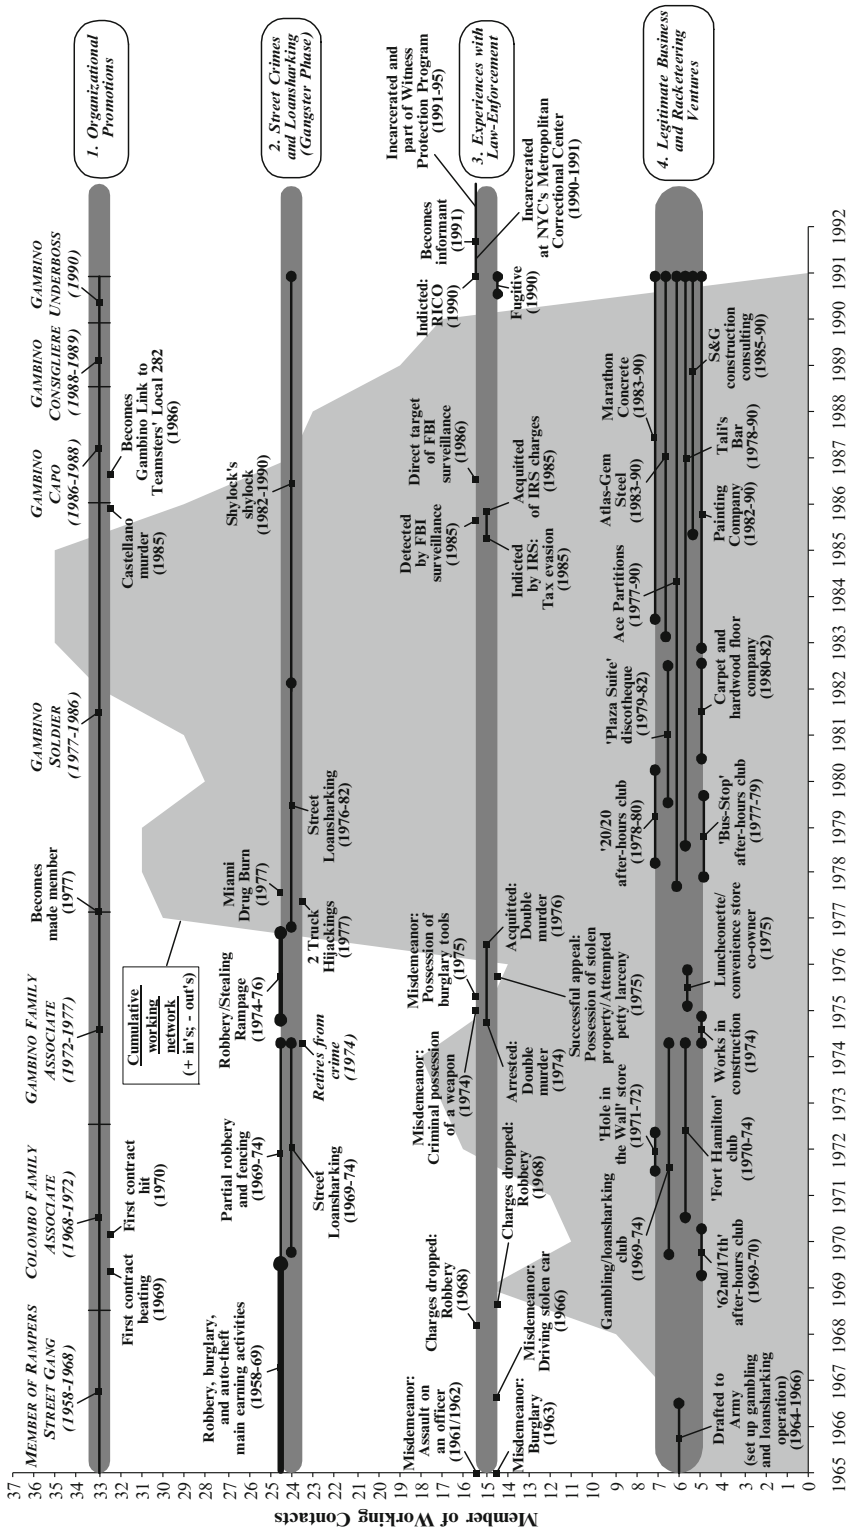 1. Organizational
Promotions
2. Street Crimes
and Loansharking
(Gangster Phase)
3. Experiences with
Law-Enforcement
4. Legitimate Business
and Racketeering
Ventures
MEMBER OF RAMPERS
STREET GANG
(1958-1968)
COLOMBO FAMILY
ASSOCIATE
(1968-1972)
GAMBINO FAMILY
ASSOCIATE
(1972-1977)
Becomes
made member
(1977)
GAMBINO
SOLDIER
(1977-1986)
GAMBINO
CAPO
(1986-1988)
GAMBINO
CONSIGLIERE
(1988-1989)
GAMBINO
UNDERBOSS
(1990)
First contract
beating
(1969)
First contract
hit
(1970)
Castellano
murder
(1985)
Becomes
Gambino Link to
Teamsters' Local 282
(1986)
Cumulative
working
network
(+ in's; - out's)
Robbery, burglary,
and auto-theft
main earning activities
(1958-69)
Partial robbery
and fencing
(1969-74)
Street
Loansharking
(1969-74)
Retires from
crime
(1974)
Robbery/Stealing
Rampage
(1974-76)
Miami
Drug Burn
(1977)
2 Truck
Hijackings
(1977)
Street
Loansharking
(1976-82)
Shylock's
shylock
(1982-1990)
Misdemeanor:
Assault on
an officer
(1961/1962)
Misdemeanor:
Burglary
(1963)
Misdemeanor:
Driving stolen car
(1966)
Charges dropped:
Robbery
(1968)
Charges dropped:
Robbery
(1968)
Misdemeanor:
Criminal possession
of a weapon
(1974)
Arrested:
Double
murder
(1974)
Misdemeanor:
Possession of
burglary tools
(1975)
Successful appeal:
Possession of stolen
property/Attempted
petty larceny
(1975)
Acquitted:
Double
murder
(1976)
Detected
by FBI
surveillance
(1985)
Indicted
by IRS:
Tax evasion
(1985)
Acquitted
of IRS charges
(1985)
Direct target
of FBI
surveillance
(1986)
Indicted:
RICO
(1990)
Fugitive
(1990)
Becomes
informant
(1991)
Incarcerated
at NYC's Metropolitan
Correctional Center
(1990-1991)
Incarcerated and
part of Witness
Protection Program
(1991-95)
Drafted to
Army
(set up gambling
and loansharking
operation)
(1964-1966)
Gambling/loansharking
club
(1969-74)
'62nd/17th'
after-hours club
(1969-70)
'Hole in
the Wall' store
(1971-72)
'Fort Hamilton'
club
(1970-74)
Works in
construction
(1974)
Luncheonette/
convenience store
co-owner
(1975)
'20/20
after-hours club
(1978-80)
'Bus-Stop'
after-hours club
(1977-79)
'Plaza Suite'
discotheque
(1979-82)
Carpet and
hardwood floor
company
(1980-82)
Ace Partitions
(1977-90)
Atlas-Gem
Steel
(1983-90)
Marathon
Concrete
(1983-90)
Painting
Company
(1982-90)
Tali's
Bar
(1978-90)
S&G
construction
consulting
(1985-90)
Member of Working Contacts
37
36
35
34
33
32
31
30
29
28
27
26
25
24
23
22
21
20
19
18
17
16
15
14
13
12
11
10
9
8
7
6
5
4
3
2
1
0
1965 1966 1967 1968 1969 1970 1971 1972 1973 1974 1975 1976 1977 1978 1979 1980 1981 1982 1983 1984 1985 1986 1987 1988 1989 1990 1991 1992